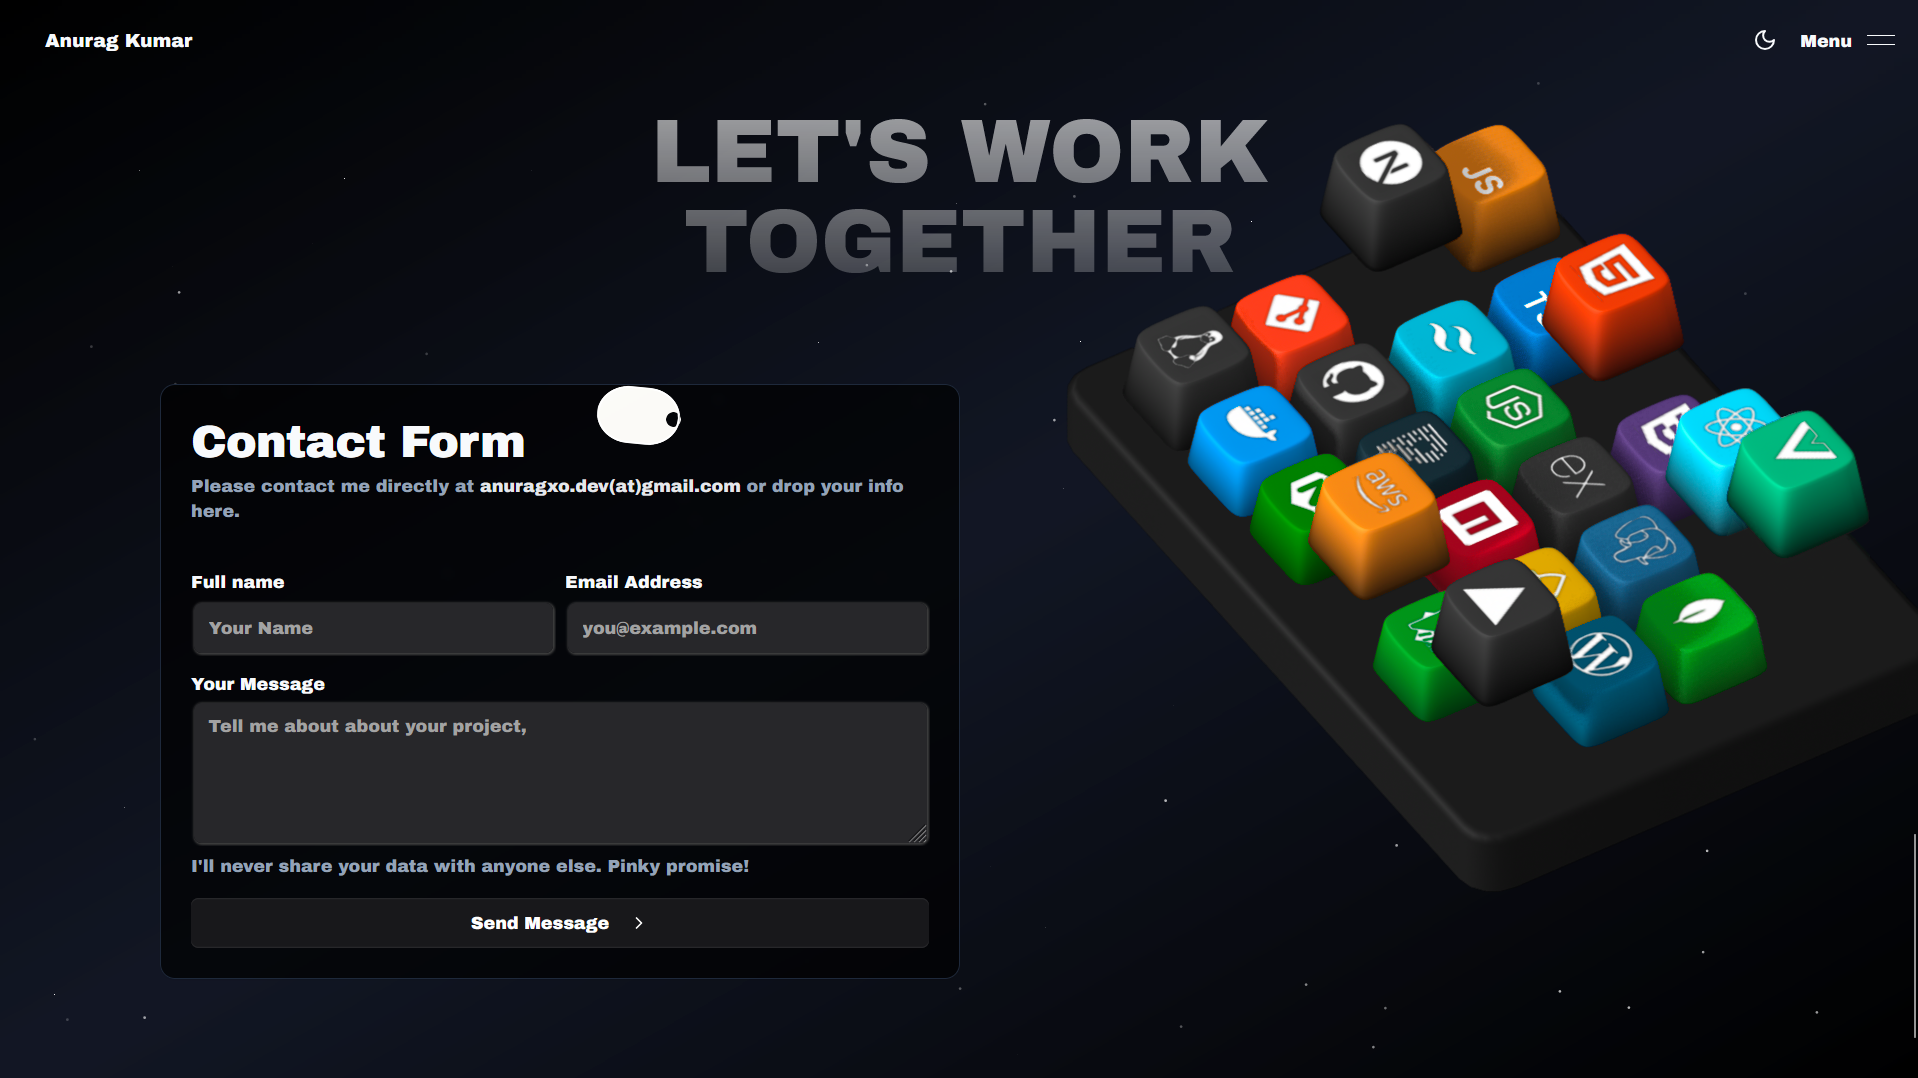 Anurag Kumar
Menu
LET'S WORK
TOGETHER
JS
Contact Form
Please contact me directly at anuragxo.dev(at)gmail.com or drop your info
here.
Full name
Email Address
Your Name
you@example.com
Your Message
Tell me about about your project,
I'll never share your data with anyone else. Pinky promise!
Send Message
N
5
JS
ex
aws
W